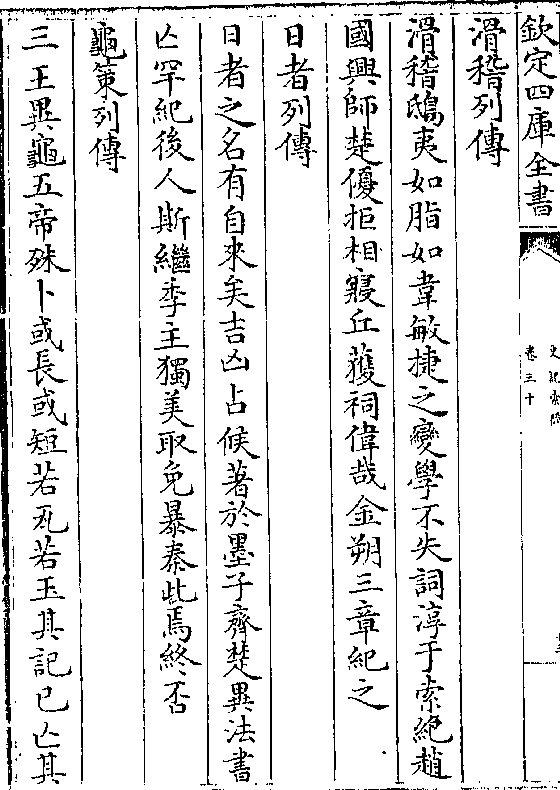 欽定四庫全書
史記索隱
卷三十
滑稽列傳
滑稽鴟夷如脂如韋敏捷之變學不失詞淳于索絕趙
國興師楚優拒相寢丘獲祠偉哉金朔三章紀之
日者列傳
日者之名有自來矣吉凶占候著於墨子齊楚異法書
亡罕紀後人斯繼季主獨美取免暴秦此焉終否
龜策列傳
三王異龜五帝殊卜或長或短若瓦若玉其記已亡其